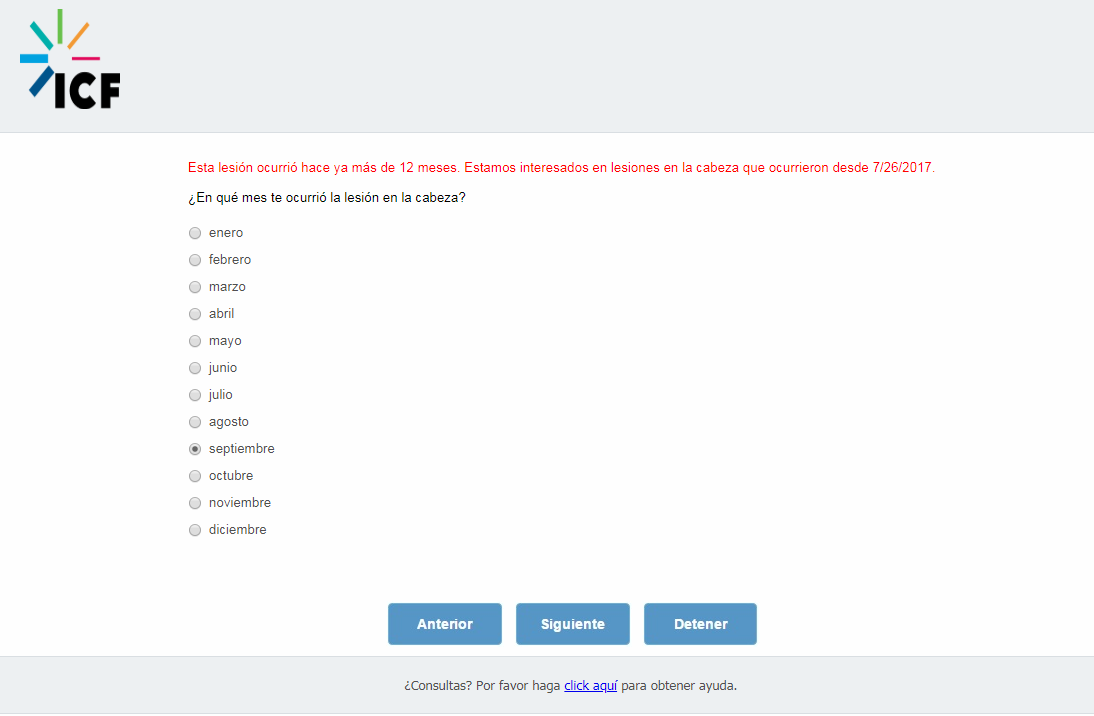 ICF
Esta lesión ocurrió hace ya más de 12 meses. Estamos interesados en lesiones en la cabeza que ocurrieron desde 7/26/2017.
¿En qué mes te ocurrió la lesión en la cabeza?
enero
febrero
marzo
abril
mayo
junio
julio
agosto
septiembre
octubre
noviembre
diciembre
Anterior Siguiente Detener
¿Consultas? Por favor haga click aquí para obtener ayuda.